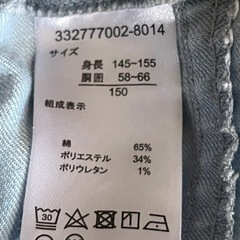 332777002-8014
サイズ
身長 145~155
胴囲 58~66
150
組成表示
綿 65%
ポリエステル 34%
ポリウレタン 1%
30